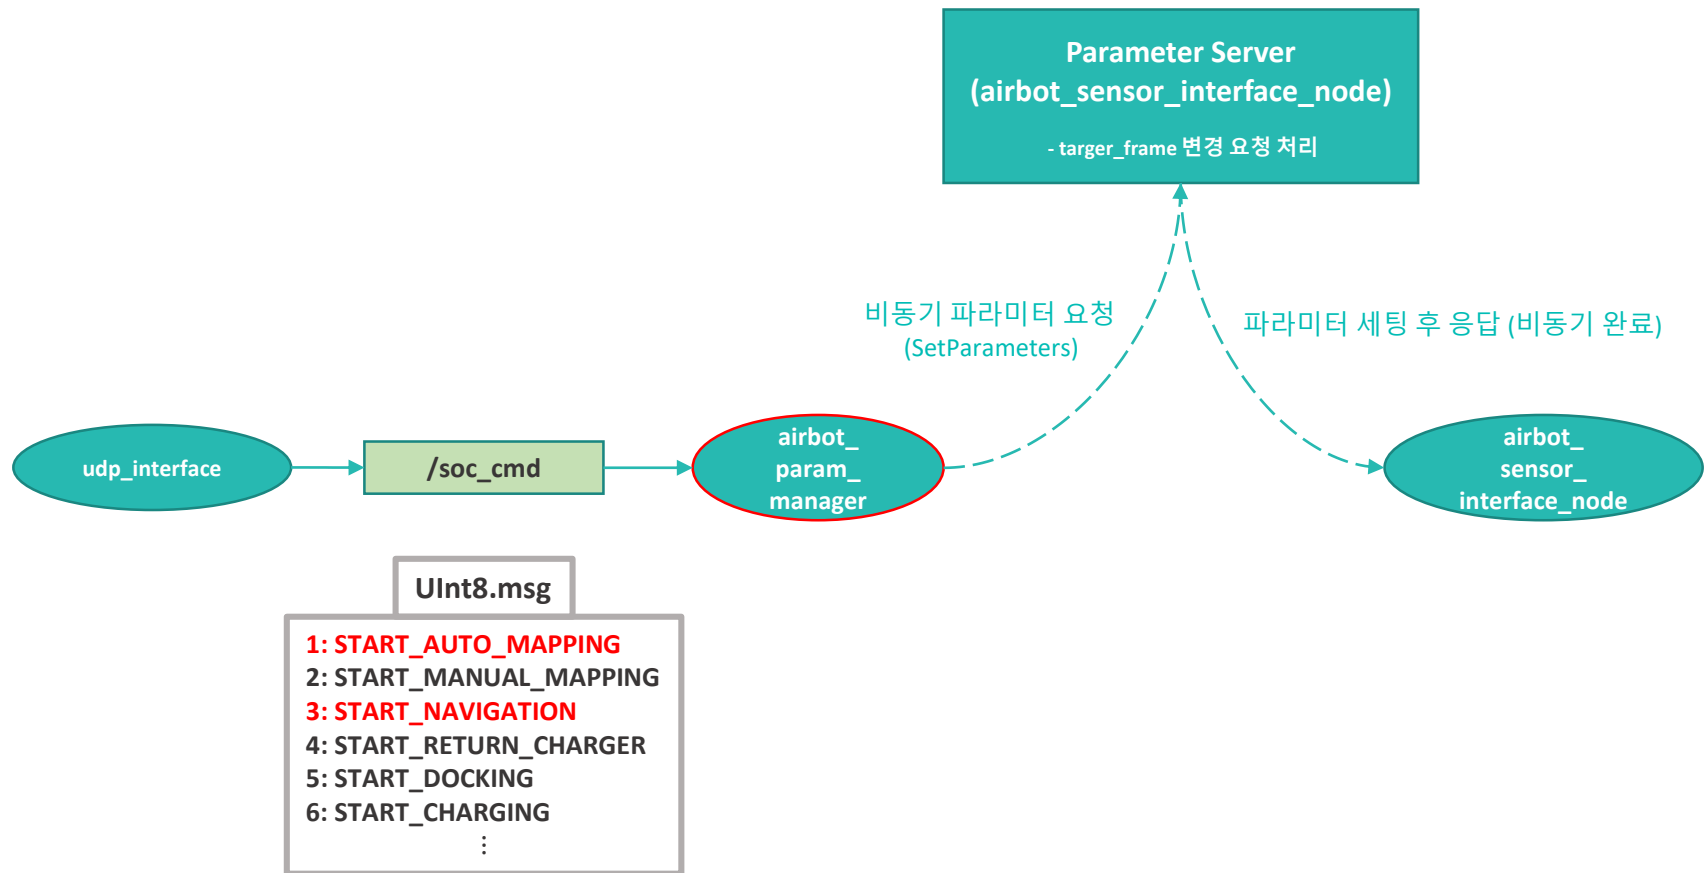 Parameter Server
(airbot_sensor_interface_node)
- targer_frame 변경 요청 처리
비동기 파라미터 요청
(SetParameters)
파라미터 세팅 후 응답 (비동기 완료)
udp_interface
/soc_cmd
airbot_
param_
manager
airbot_
sensor_
interface_node
UInt8.msg
1: START_AUTO_MAPPING
2: START_MANUAL_MAPPING
3: START_NAVIGATION
4: START_RETURN_CHARGER
5: START_DOCKING
6: START_CHARGING
⋮